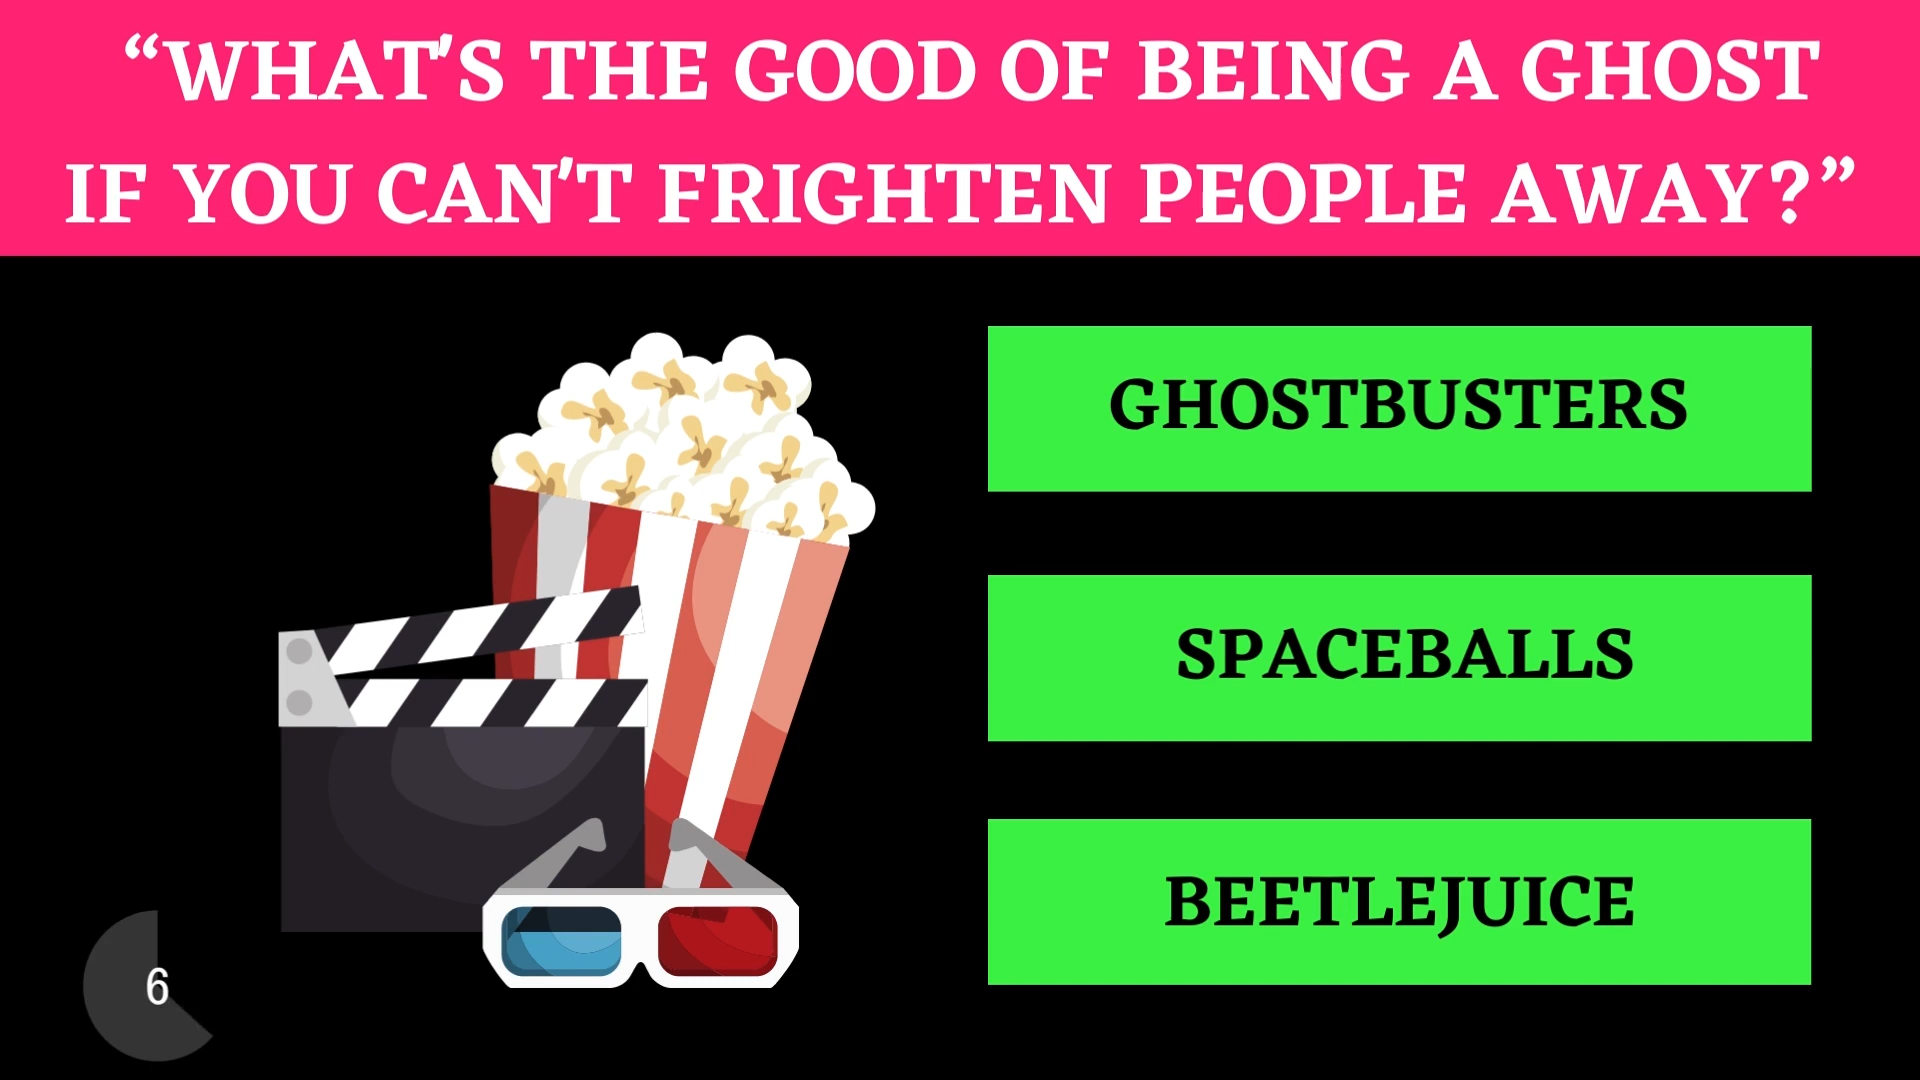 “WHAT'S THE GOOD OF BEING A GHOST
IF YOU CAN'T FRIGHTEN PEOPLE AWAY?”
GHOSTBUSTERS
SPACEBALLS
BEETLEJUICE
6